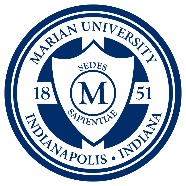 MARIAN UNIVERSITY
SEDES
18 M 51
SAPIENTIAE
INDIANAPOLIS • INDIANA